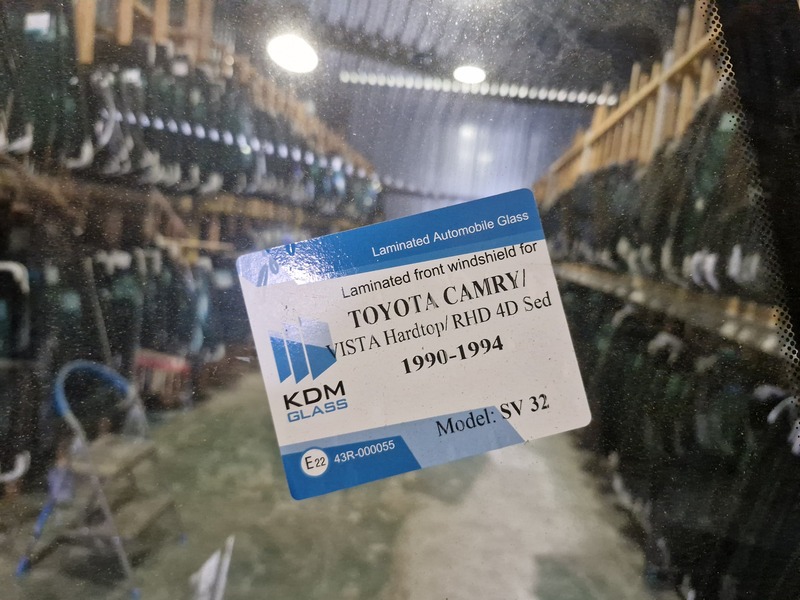 Laminated Automobile Glass
Laminated front windshield for
TOYOTA CAMRY/
VISTA Hardtop/ RHD 4D Sed
1990-1994
KDM
GLASS
Model: SV 32
E22 43R-000055